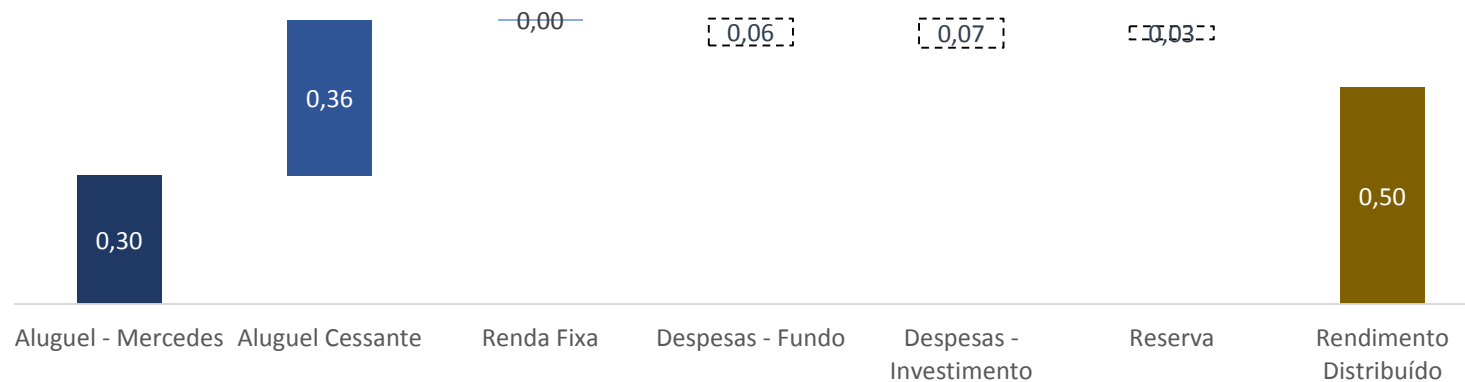 0,00
0,06
0,07
0,03
0,36
0,50
0,30
Aluguel - Mercedes
Aluguel Cessante
Renda Fixa
Despesas - Fundo
Despesas -
Investimento
Reserva
Rendimento
Distribuído